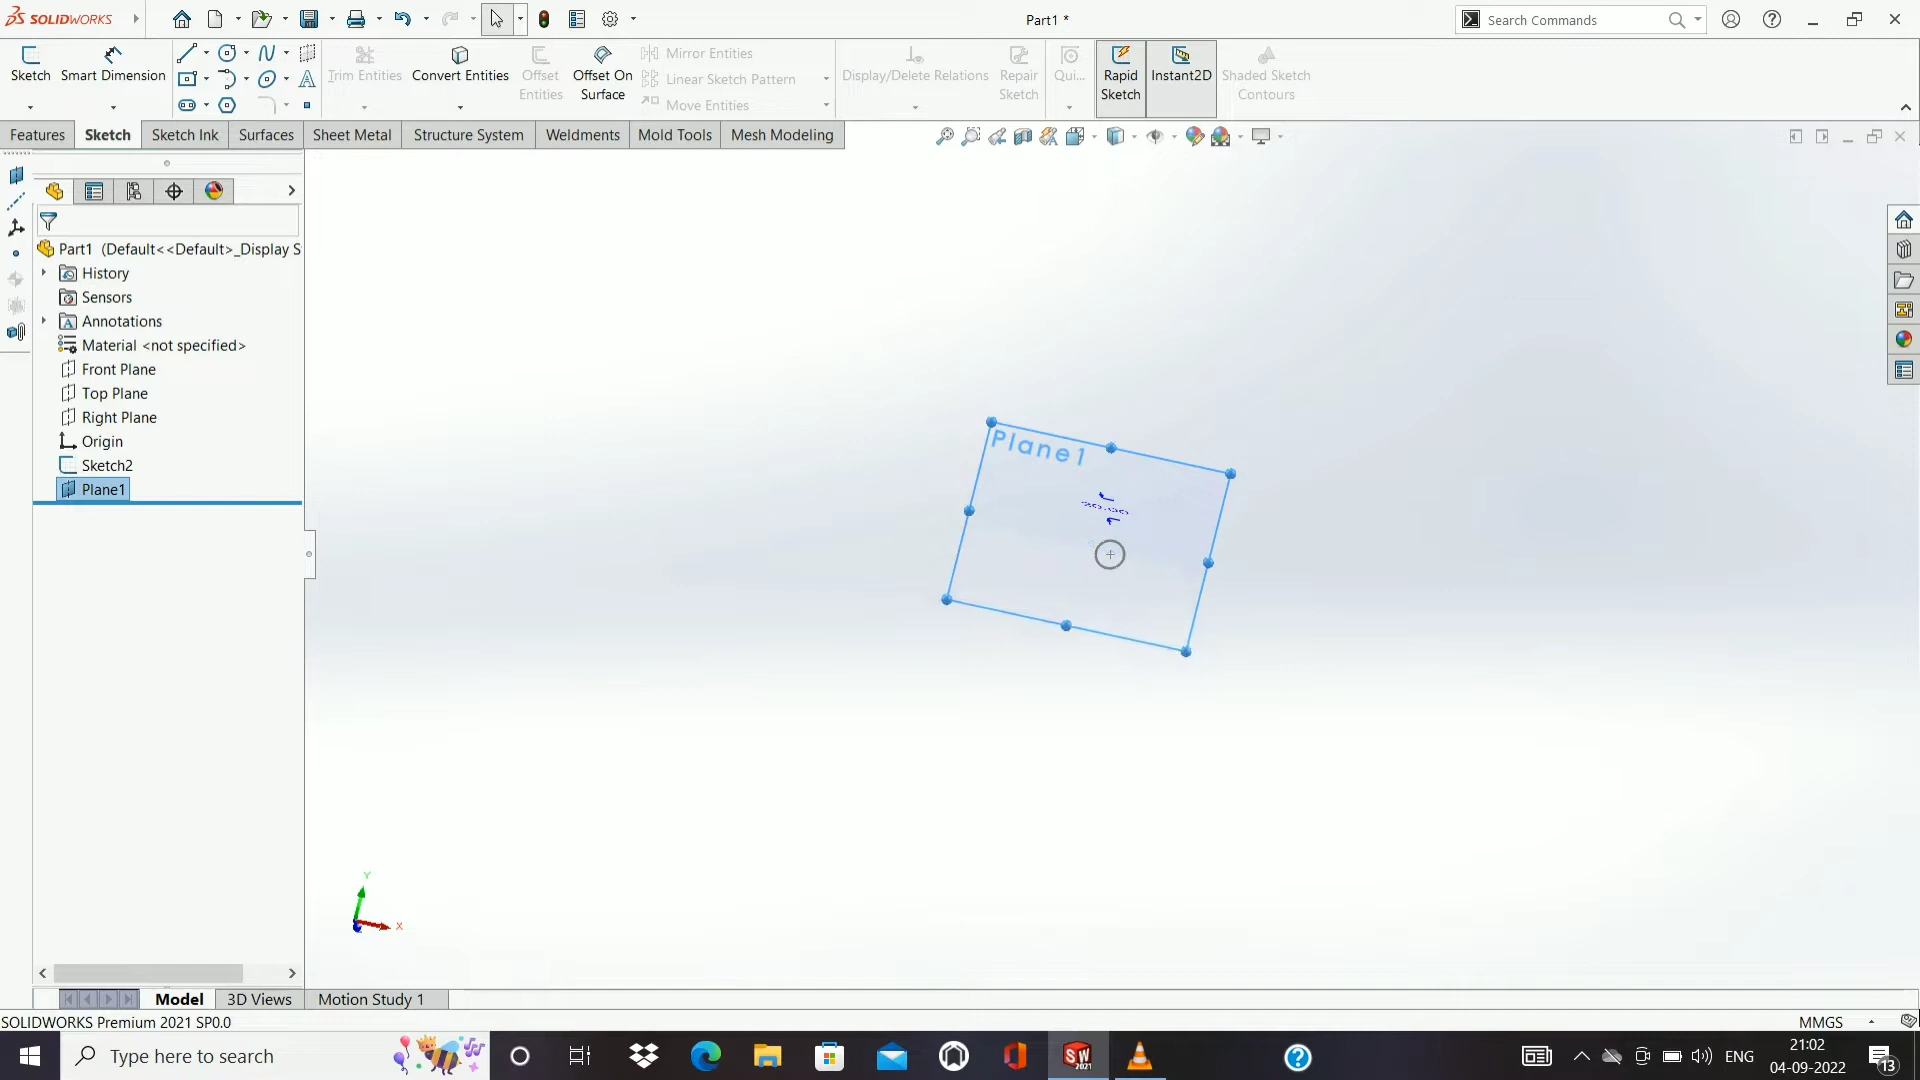 SOLIDWORKS
Part1 *
Search Commands
Sketch
Smart Dimension
Trim Entities
Convert Entities
Offset
Entities
Offset On
Surface
Mirror Entities
Linear Sketch Pattern
Move Entities
Display/Delete Relations
Repair
Sketch
Qui...
Rapid
Sketch
Instant2D
Shaded Sketch
Contours
Features
Sketch
Sketch Ink
Surfaces
Sheet Metal
Structure System
Weldments
Mold Tools
Mesh Modeling
Part1 (Default<<Default>_Display S
History
Sensors
Annotations
Material <not specified>
Front Plane
Top Plane
Right Plane
Origin
Sketch2
Plane1
Plane1
Y
X
Model
3D Views
Motion Study 1
SOLIDWORKS Premium 2021 SP0.0
MMGS
Type here to search
SW
2021
ENG
21:02
04-09-2022
13